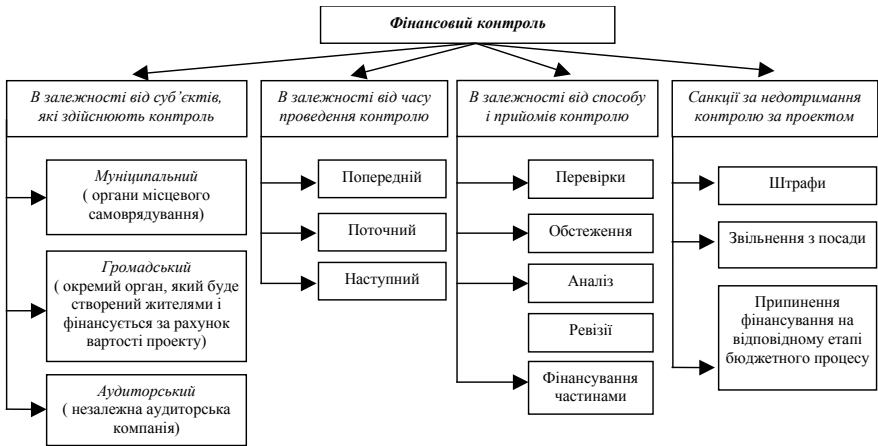 Фінансовий контроль
В залежності від суб’єктів,
які здійснюють контроль
Муніципальний
( органи місцевого
самоврядування)
Громадський
( окремий орган, який буде
створений жителями і
фінансується за рахунок
вартості проекту)
Аудиторський
( незалежна аудиторська
компанія)
В залежності від часу
проведення контролю
Попередній
Поточний
Наступний
В залежності від способу
і прийомів контролю
Перевірки
Обстеження
Аналіз
Ревізії
Фінансування
частинами
Санкції за недотримання
контролю за проектом
Штрафи
Звільнення з посади
Припинення
фінансування на
відповідному етапі
бюджетного процесу